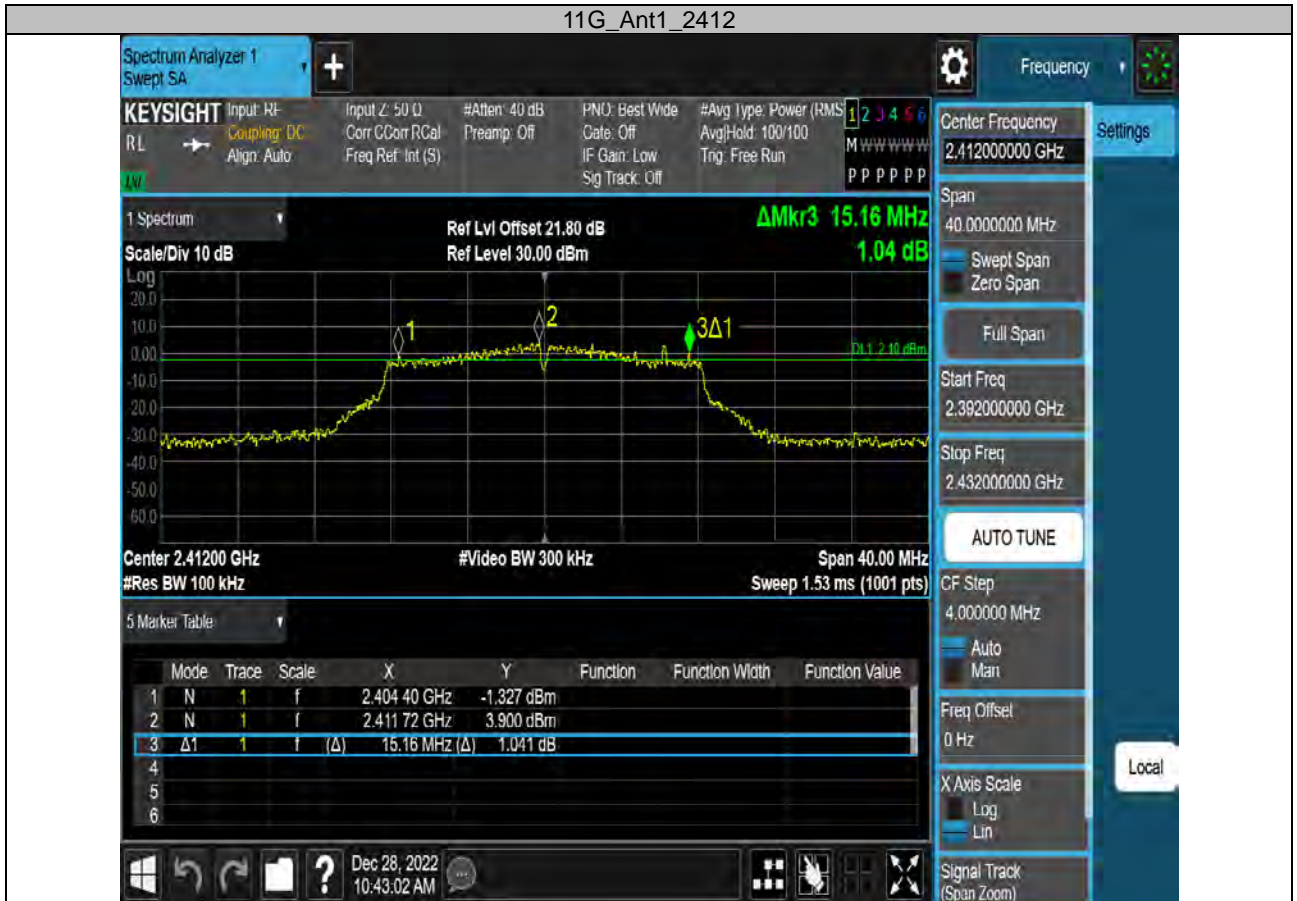 11G_Ant1_2412
Spectrum Analyzer 1
Swept SA
+
Frequency
KEYSIGHT
RL
Input: RF
Coupling: DC
Align: Auto
Input Z: 50 Ω
Corr CCorr RCal
Freq Ref: Int (S)
#Atten: 40 dB
Preamp: Off
PNO: Best Wide
Gate: Off
IF Gain: Low
Sig Track: Off
#Avg Type: Power (RMS
Avg|Hold: 100/100
Trig: Free Run
1 2 3 4 5 6
M W W W W W
P P P P P P
Center Frequency
2.412000000 GHz
Settings
Span
40.0000000 MHz
Swept Span
Zero Span
Full Span
Start Freq
2.392000000 GHz
Stop Freq
2.432000000 GHz
AUTO TUNE
CF Step
4.000000 MHz
Auto
Man
Freq Offset
0 Hz
X Axis Scale
Log
Lin
Signal Track
(Span Zoom)
Local
1 Spectrum
Scale/Div 10 dB
Ref Lvl Offset 21.80 dB
Ref Level 30.00 dBm
ΔMkr3 15.16 MHz
1.04 dB
Log
20.0
10.0
0.00
-10.0
-20.0
-30.0
-40.0
-50.0
-60.0
1
2
3Δ1
DL1 -2.10 dBm
Center 2.41200 GHz
#Video BW 300 kHz
Span 40.00 MHz
#Res BW 100 kHz
Sweep 1.53 ms (1001 pts)
5 Marker Table
Mode Trace Scale X Y Function Function Width Function Value
1 N 1 f 2.404 40 GHz -1.327 dBm
2 N 1 f 2.411 72 GHz 3.900 dBm
3 Δ1 1 f (Δ) 15.16 MHz (Δ) 1.041 dB
4
5
6
?
Dec 28, 2022
10:43:02 AM